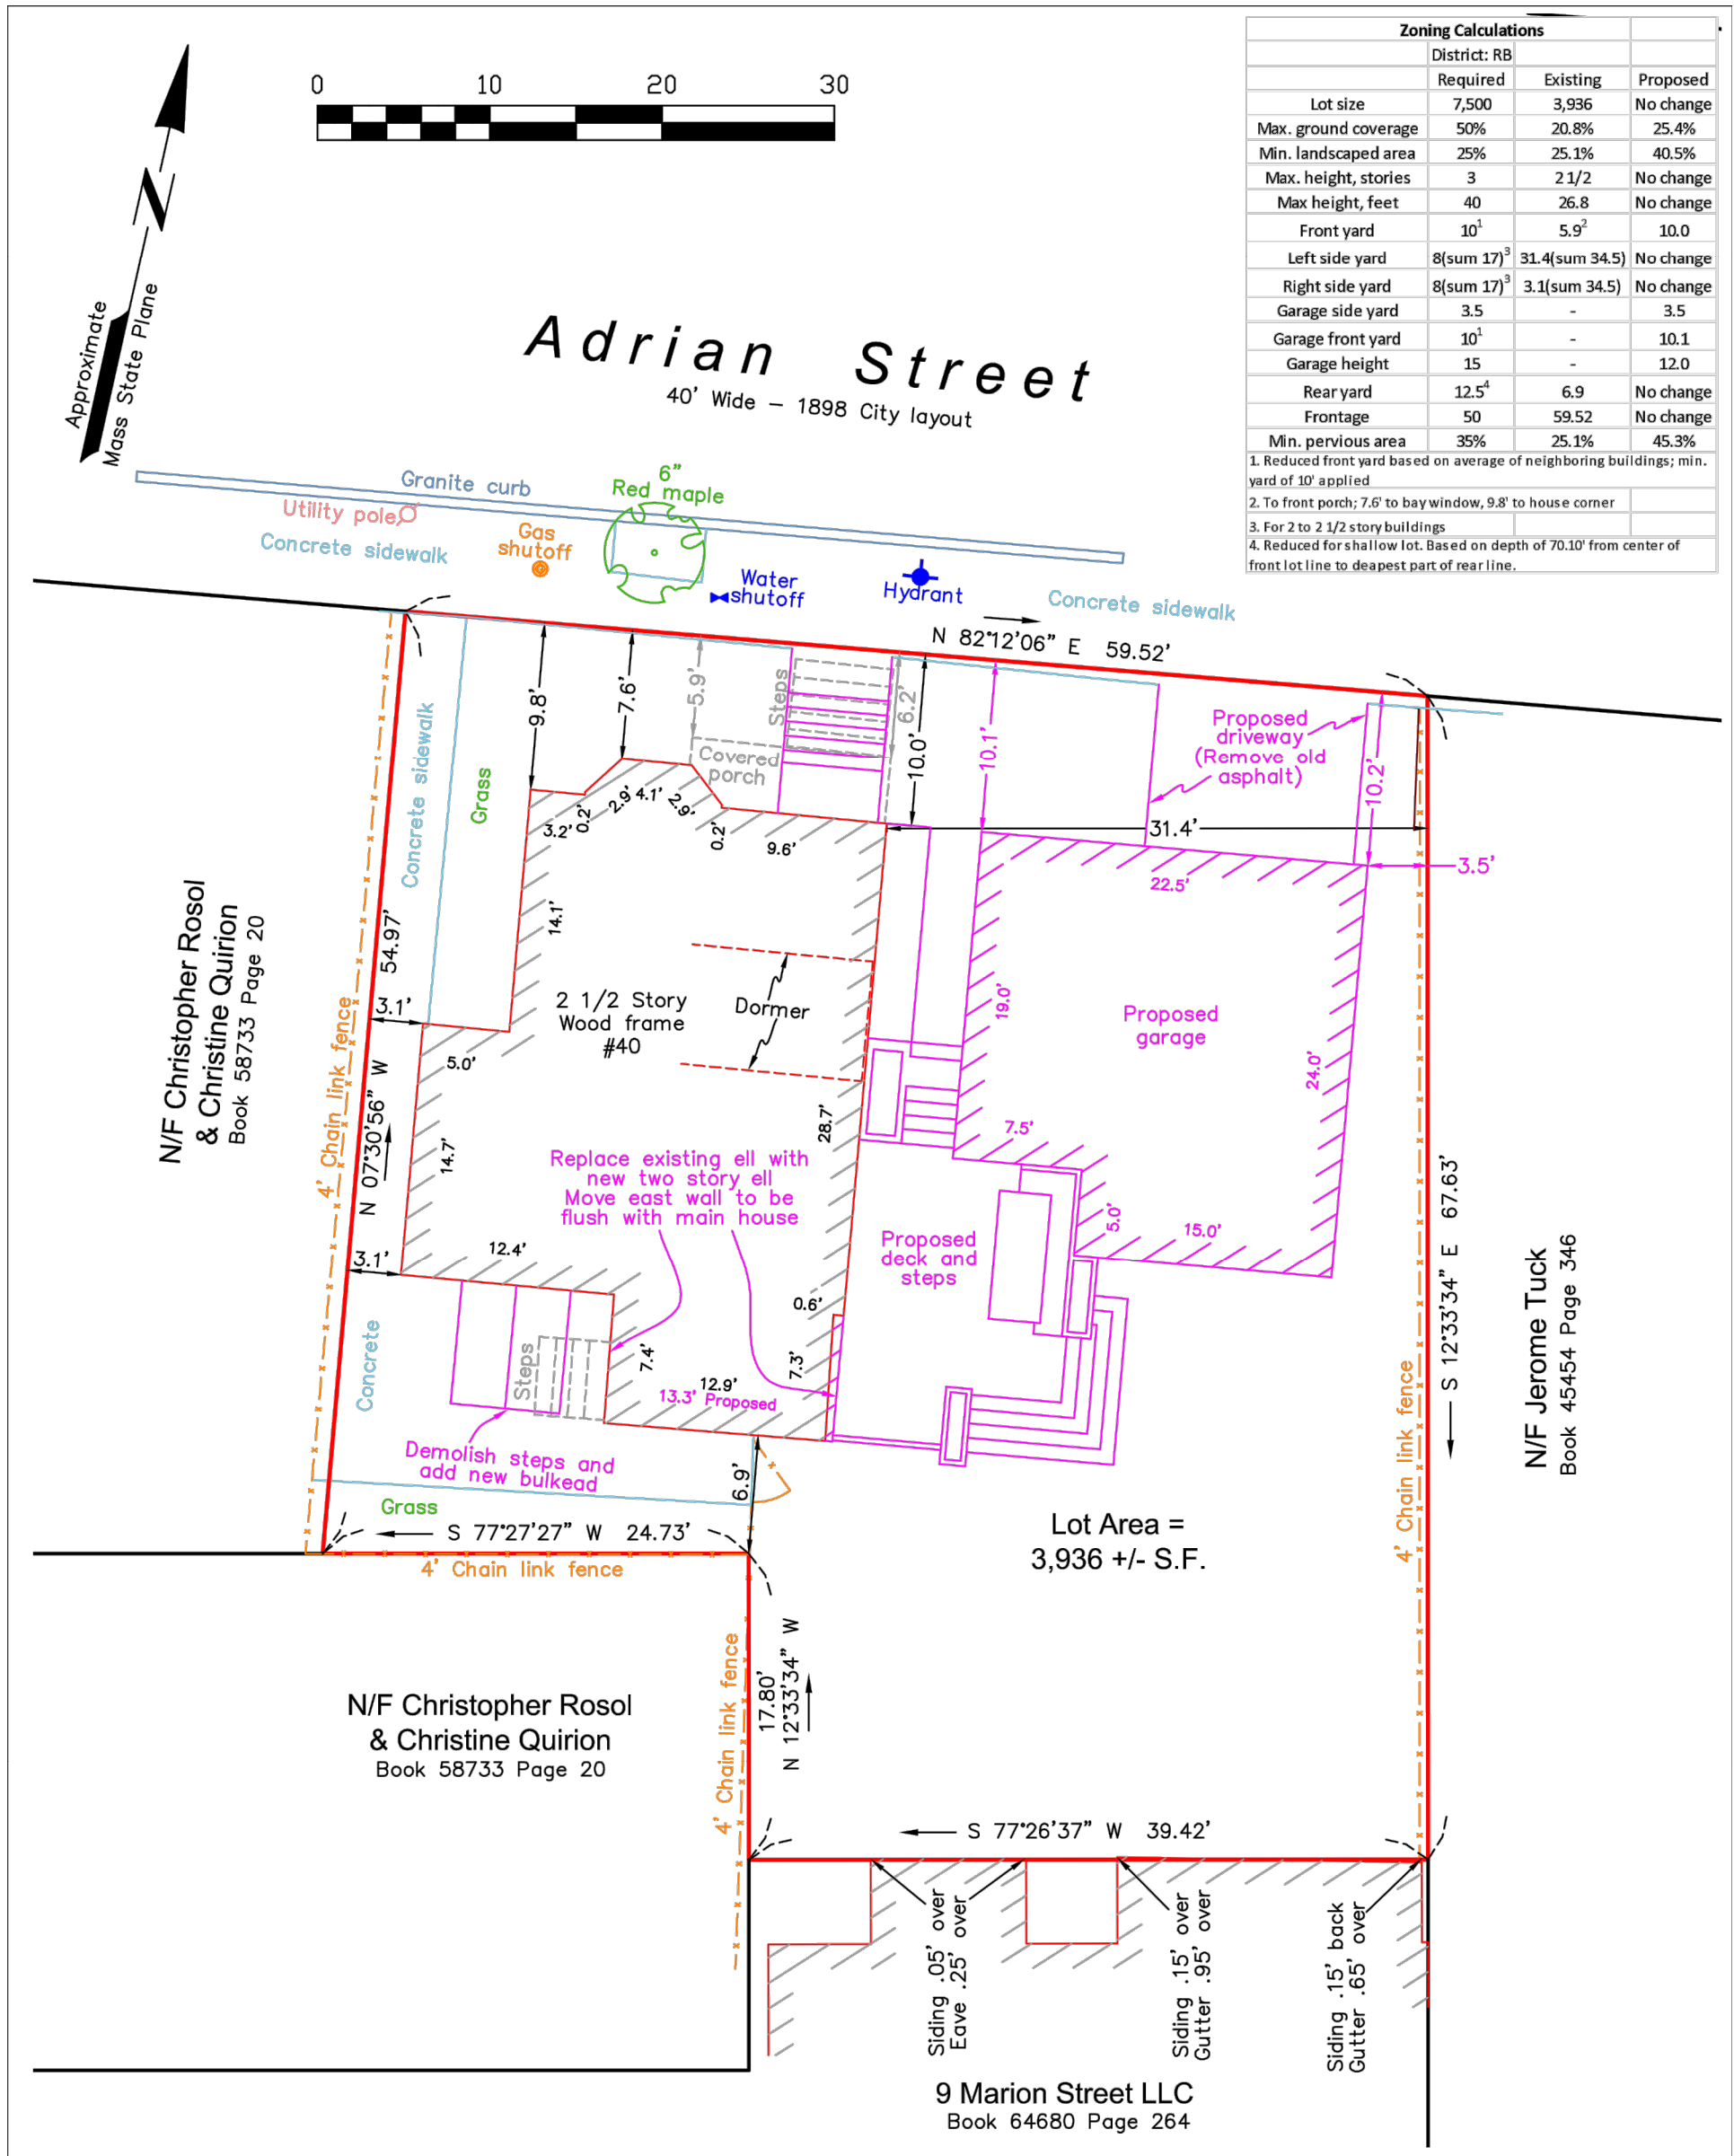 Zoning Calculations
District: RB
Required Existing Proposed
Lot size 7,500 3,936 No change
Max. ground coverage 50% 20.8% 25.4%
Min. landscaped area 25% 25.1% 40.5%
Max. height, stories 3 2 1/2 No change
Max height, feet 40 26.8 No change
Front yard 10¹ 5.9² 10.0
Left side yard 8(sum 17)³ 31.4(sum 34.5) No change
Right side yard 8(sum 17)³ 3.1(sum 34.5) No change
Garage side yard 3.5 - 3.5
Garage front yard 10¹ - 10.1
Garage height 15 - 12.0
Rear yard 12.5⁴ 6.9 No change
Frontage 50 59.52 No change
Min. pervious area 35% 25.1% 45.3%
1. Reduced front yard based on average of neighboring buildings; min.
yard of 10' applied
2. To front porch; 7.6' to bay window, 9.8' to house corner
3. For 2 to 2 1/2 story buildings
4. Reduced for shallow lot. Based on depth of 70.10' from center of
front lot line to deapest part of rear line.
0 10 20 30
N
Approximate
Mass State Plane
Adrian Street
40' Wide – 1898 City layout
Granite curb
6"
Red maple
Utility pole
Concrete sidewalk
Gas
shutoff
Water
shutoff
Hydrant
Concrete sidewalk
N 82°12'06" E 59.52'
Concrete sidewalk
Grass
9.8'
7.6'
5.9'
Steps
6.2'
10.0'
10.1'
Covered
porch
Proposed
driveway
(Remove old
asphalt)
10.2'
31.4'
3.5'
3.2'
0.2'
2.9'
4.1'
2.9'
0.2'
9.6'
22.5'
14.1'
54.97'
N 07°30'56" W
3.1'
4' Chain link fence
N/F Christopher Rosol
& Christine Quirion
Book 58733 Page 20
2 1/2 Story
Wood frame
#40
Dormer
19.0'
Proposed
garage
24.0'
5.0'
14.7'
28.7'
7.5'
Replace existing ell with
new two story ell
Move east wall to be
flush with main house
Proposed
deck and
steps
5.0'
15.0'
S 12°33'34" E 67.63'
N/F Jerome Tuck
Book 45454 Page 346
4' Chain link fence
3.1'
12.4'
0.6'
Concrete
Steps
7.4'
7.3'
12.9'
13.3' Proposed
Demolish steps and
add new bulkead
6.9'
Grass
S 77°27'27" W 24.73'
4' Chain link fence
Lot Area =
3,936 +/- S.F.
4' Chain link fence
17.80'
N 12°33'34" W
N/F Christopher Rosol
& Christine Quirion
Book 58733 Page 20
S 77°26'37" W 39.42'
Siding .05' over
Eave .25' over
Siding .15' over
Gutter .95' over
Siding .15' back
Gutter .65' over
9 Marion Street LLC
Book 64680 Page 264